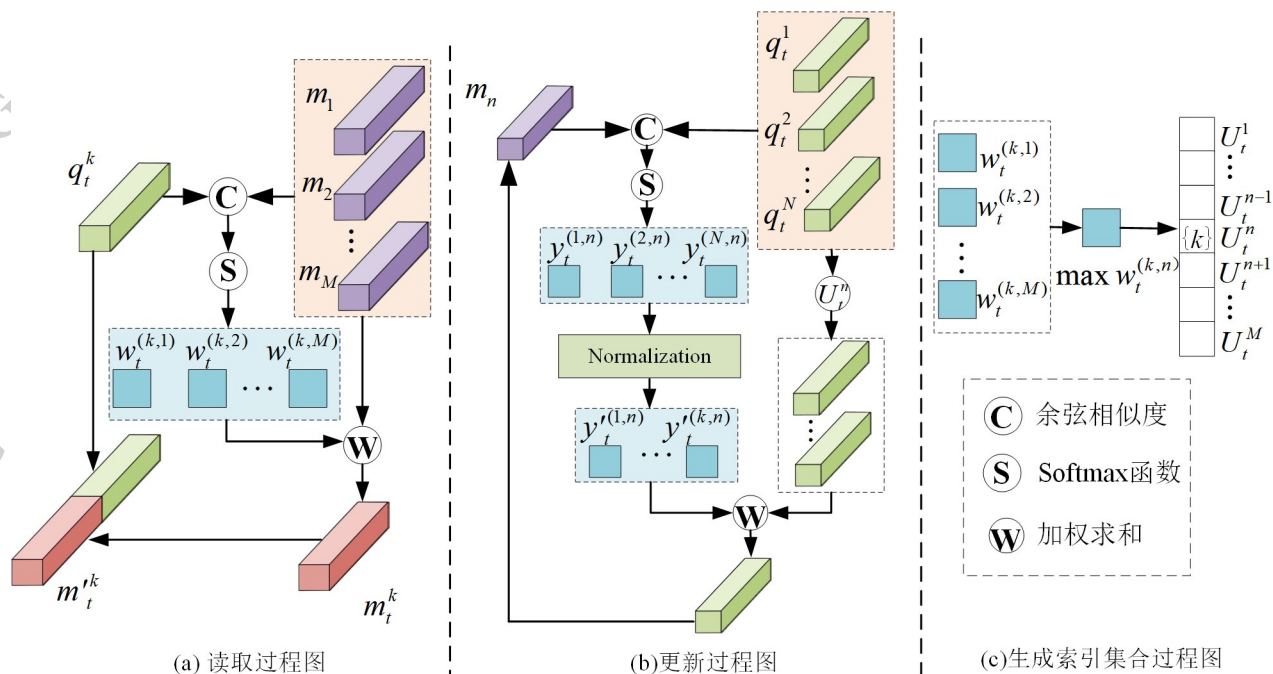 m_1
m_2
⋮
m_M
q_t^k
C
S
w_t^{(k,1)} w_t^{(k,2)} w_t^{(k,M)}
⋯
W
m'_t^k
m_t^k
(a) 读取过程图
q_t^1
q_t^2
⋮
q_t^N
m_n
C
S
y_t^{(1,n)} y_t^{(2,n)} y_t^{(N,n)}
⋯
U_t^n
Normalization
y'_t^{(1,n)} y'_t^{(k,n)}
⋯
⋮
W
(b)更新过程图
w_t^{(k,1)}
w_t^{(k,2)}
⋮
w_t^{(k,M)}
max w_t^{(k,n)}
U_t^1
⋮
U_t^{n-1}
{k} U_t^n
U_t^{n+1}
⋮
U_t^M
C 余弦相似度
S Softmax函数
W 加权求和
(c)生成索引集合过程图